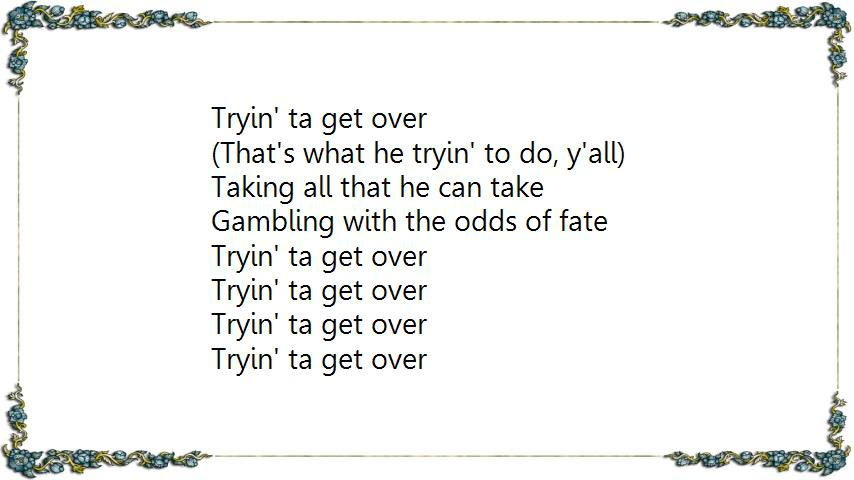 Tryin' ta get over
(That's what he tryin' to do, y'all)
Taking all that he can take
Gambling with the odds of fate
Tryin' ta get over
Tryin' ta get over
Tryin' ta get over
Tryin' ta get over